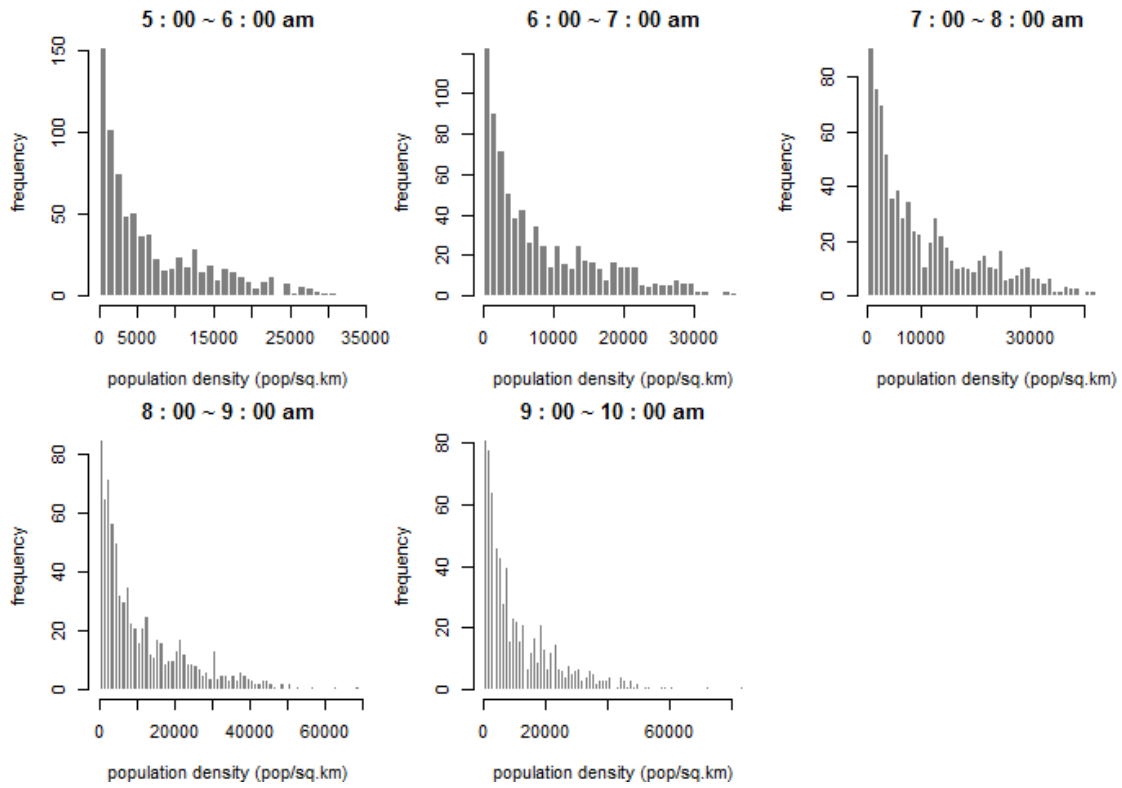 5 : 00 ~ 6 : 00 am
frequency
0 50 100 150
0 5000 15000 25000 35000
population density (pop/sq.km)
6 : 00 ~ 7 : 00 am
frequency
0 20 40 60 80 100
0 10000 20000 30000
population density (pop/sq.km)
7 : 00 ~ 8 : 00 am
frequency
0 20 40 60 80
0 10000 30000
population density (pop/sq.km)
8 : 00 ~ 9 : 00 am
frequency
0 20 40 60 80
0 20000 40000 60000
population density (pop/sq.km)
9 : 00 ~ 10 : 00 am
frequency
0 20 40 60 80
0 20000 60000
population density (pop/sq.km)